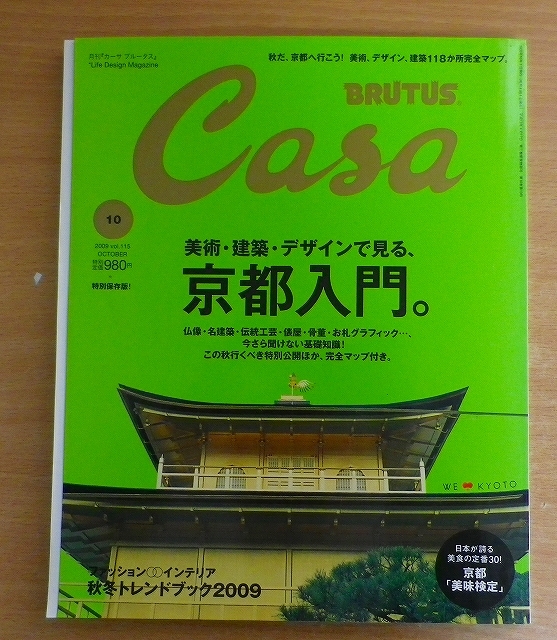 月刊『カーサ ブルータス』
"Life Design Magazine
秋だ、京都へ行こう! 美術、デザイン、建築118か所完全マップ。
BRUTUS®
Casa
10
2009 vol.115
OCTOBER
特別定価980円
特別保存版!
美術・建築・デザインで見る、
京都入門。
仏像・名建築・伝統工芸・俵屋・骨董・お札グラフィック…、
今さら聞けない基礎知識!
この秋行くべき特別公開ほか、完全マップ付き。
WE KYOTO
日本が誇る
美食の定番30!
京都
「美味検定」
ファッション インテリア
秋冬トレンドブック2009